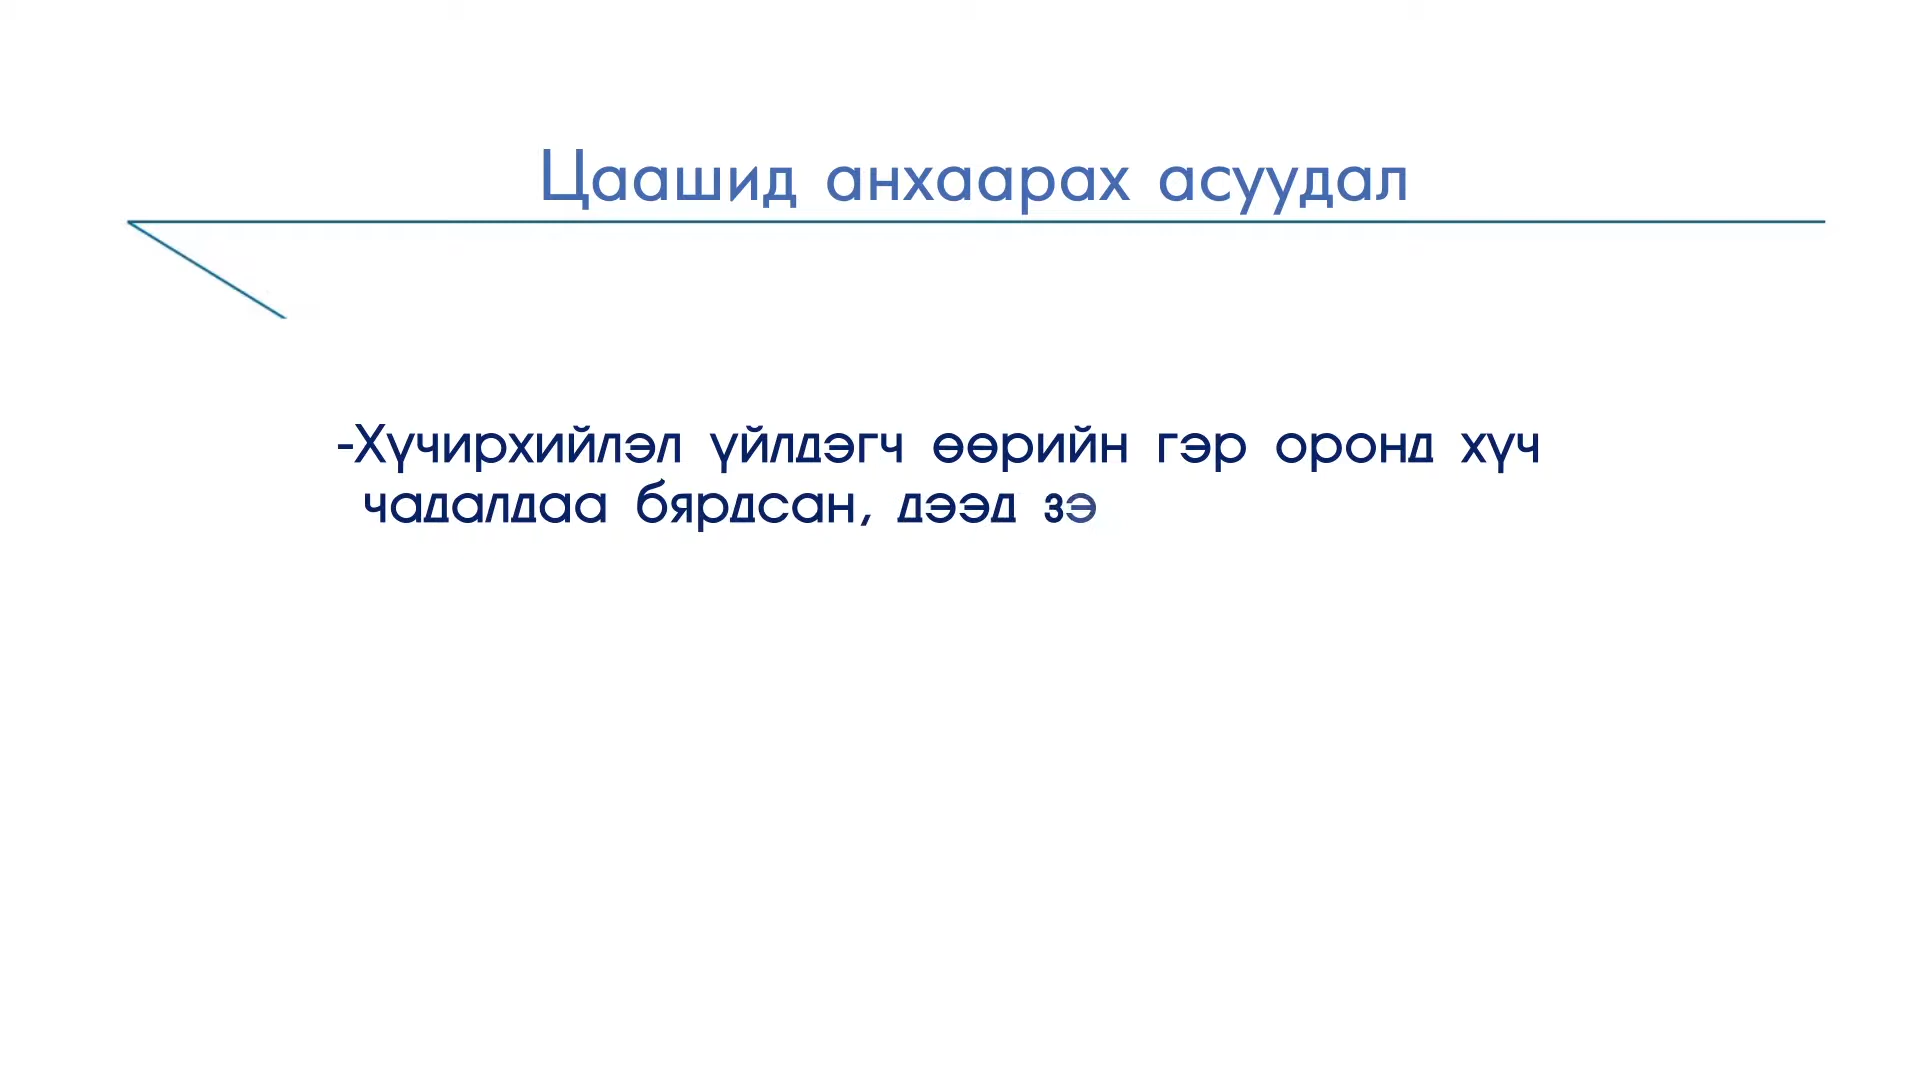 Цаашид анхаарах асуудал
-Хүчирхийлэл үйлдэгч өөрийн гэр оронд хүч
чадалдаа бярдсан, дээд зэ